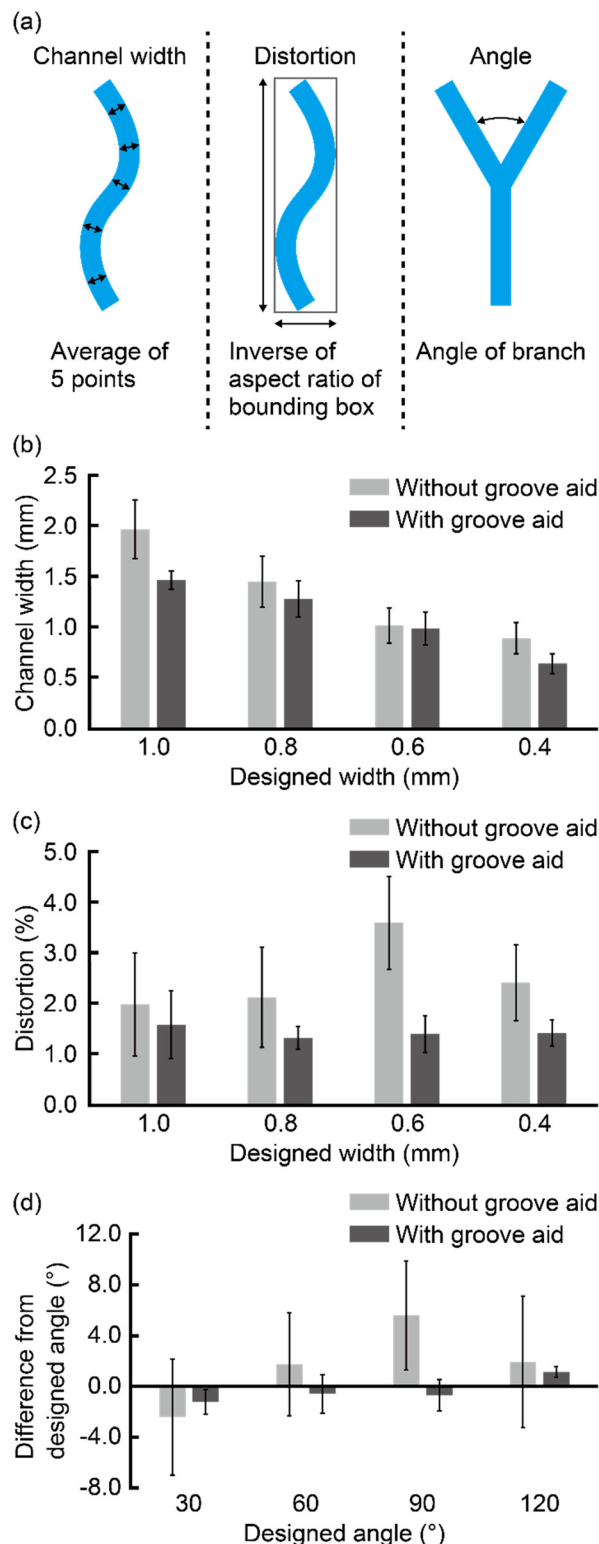 (a)
Channel width
Distortion
Angle
Average of
5 points
Inverse of
aspect ratio of
bounding box
Angle of branch
(b)
Channel width (mm)
2.5
2.0
1.5
1.0
0.5
0.0
Without groove aid
With groove aid
1.0 0.8 0.6 0.4
Designed width (mm)
(c)
Distortion (%)
5.0
4.0
3.0
2.0
1.0
0.0
Without groove aid
With groove aid
1.0 0.8 0.6 0.4
Designed width (mm)
(d)
Difference from
designed angle (°)
12.0
8.0
4.0
0.0
-4.0
-8.0
Without groove aid
With groove aid
30 60 90 120
Designed angle (°)